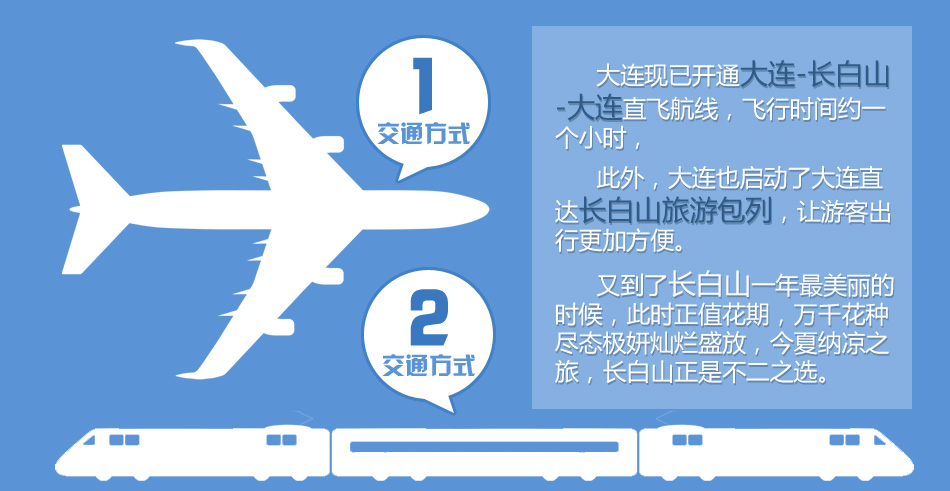 1
交通方式
大连现已开通大连-长白山
-大连直飞航线，飞行时间约一
个小时，
此外，大连也启动了大连直
达长白山旅游包列，让游客出
行更加方便。
又到了长白山一年最美丽的
时候，此时正值花期，万千花种
尽态极妍灿烂盛放，今夏纳凉之
旅，长白山正是不二之选。
2
交通方式